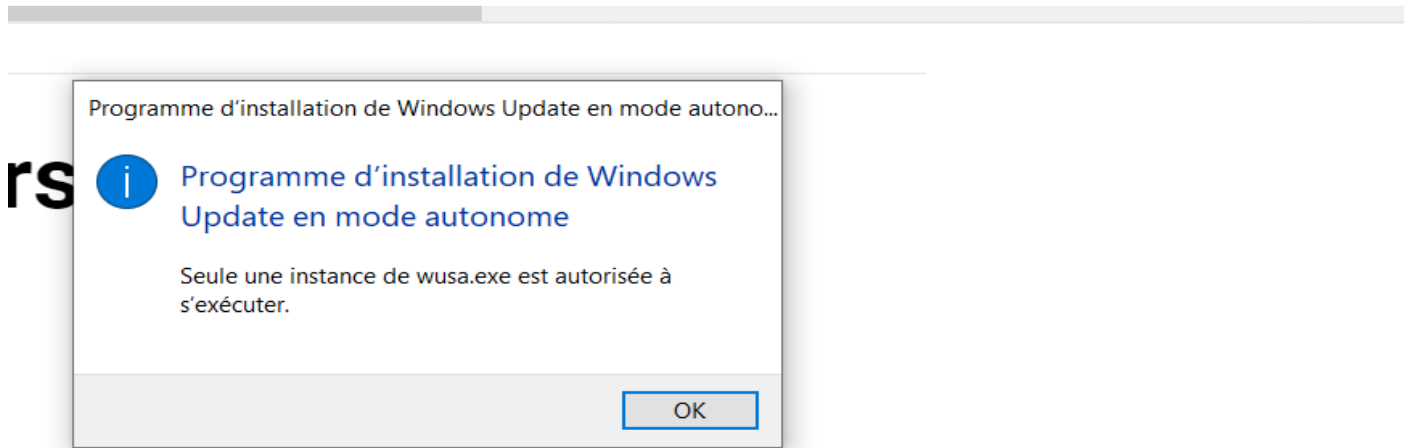 Programme d’installation de Windows Update en mode autono...
rs
Programme d’installation de Windows
Update en mode autonome
Seule une instance de wusa.exe est autorisée à
s’exécuter.
OK